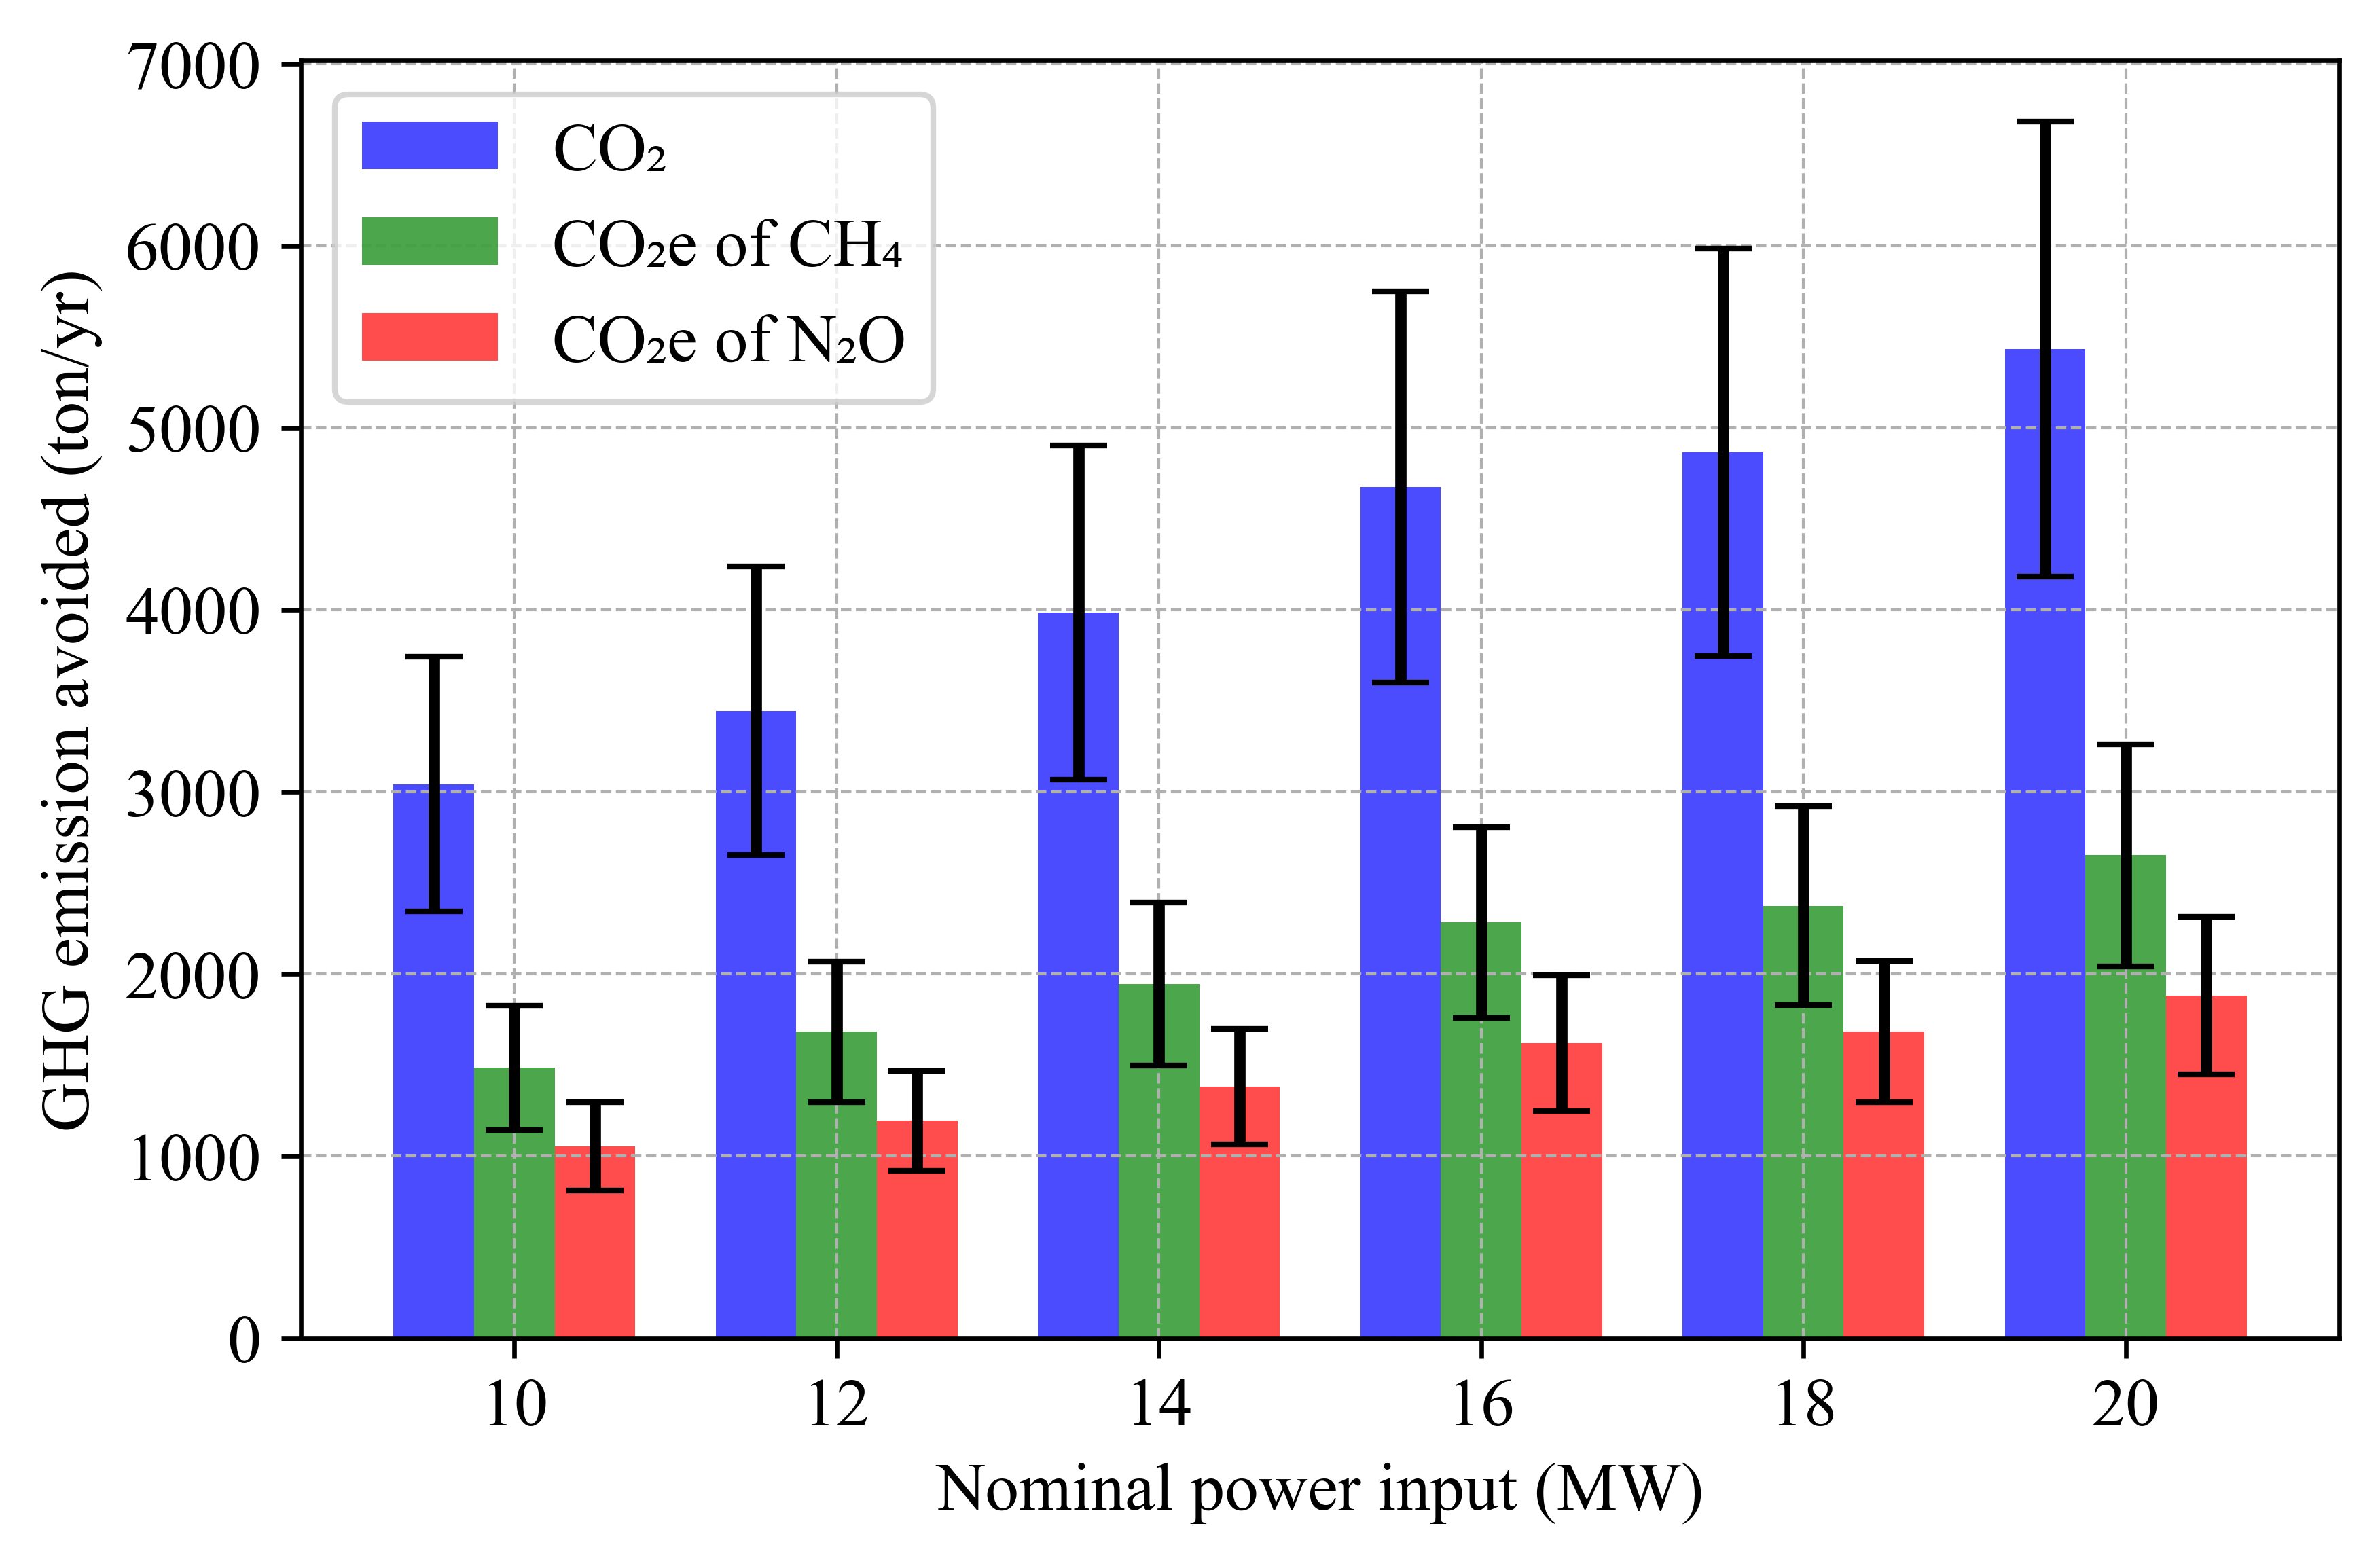 GHG emission avoided (ton/yr)
7000
6000
5000
4000
3000
2000
1000
0
CO₂
CO₂e of CH₄
CO₂e of N₂O
10 12 14 16 18 20
Nominal power input (MW)